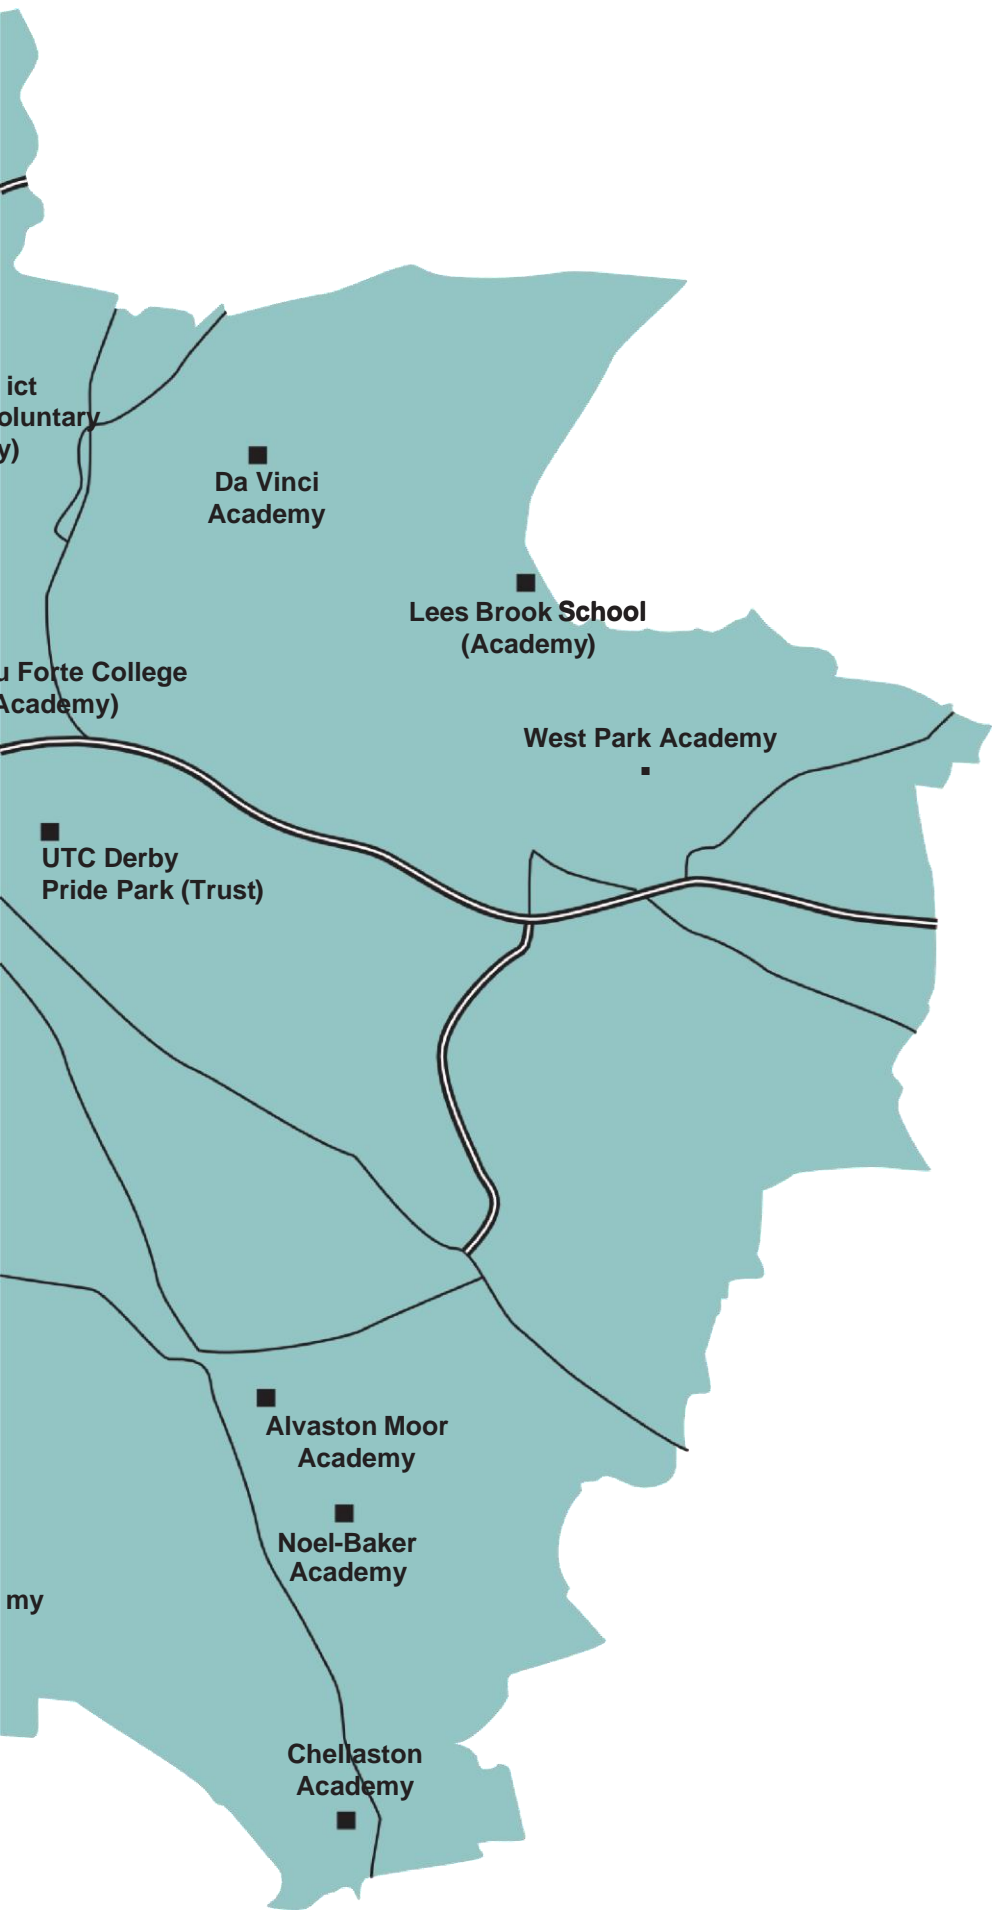 ict
oluntary
y)
Da Vinci
Academy
Lees Brook School
(Academy)
u Forte College
Academy)
West Park Academy
UTC Derby
Pride Park (Trust)
Alvaston Moor
Academy
Noel-Baker
Academy
my
Chellaston
Academy